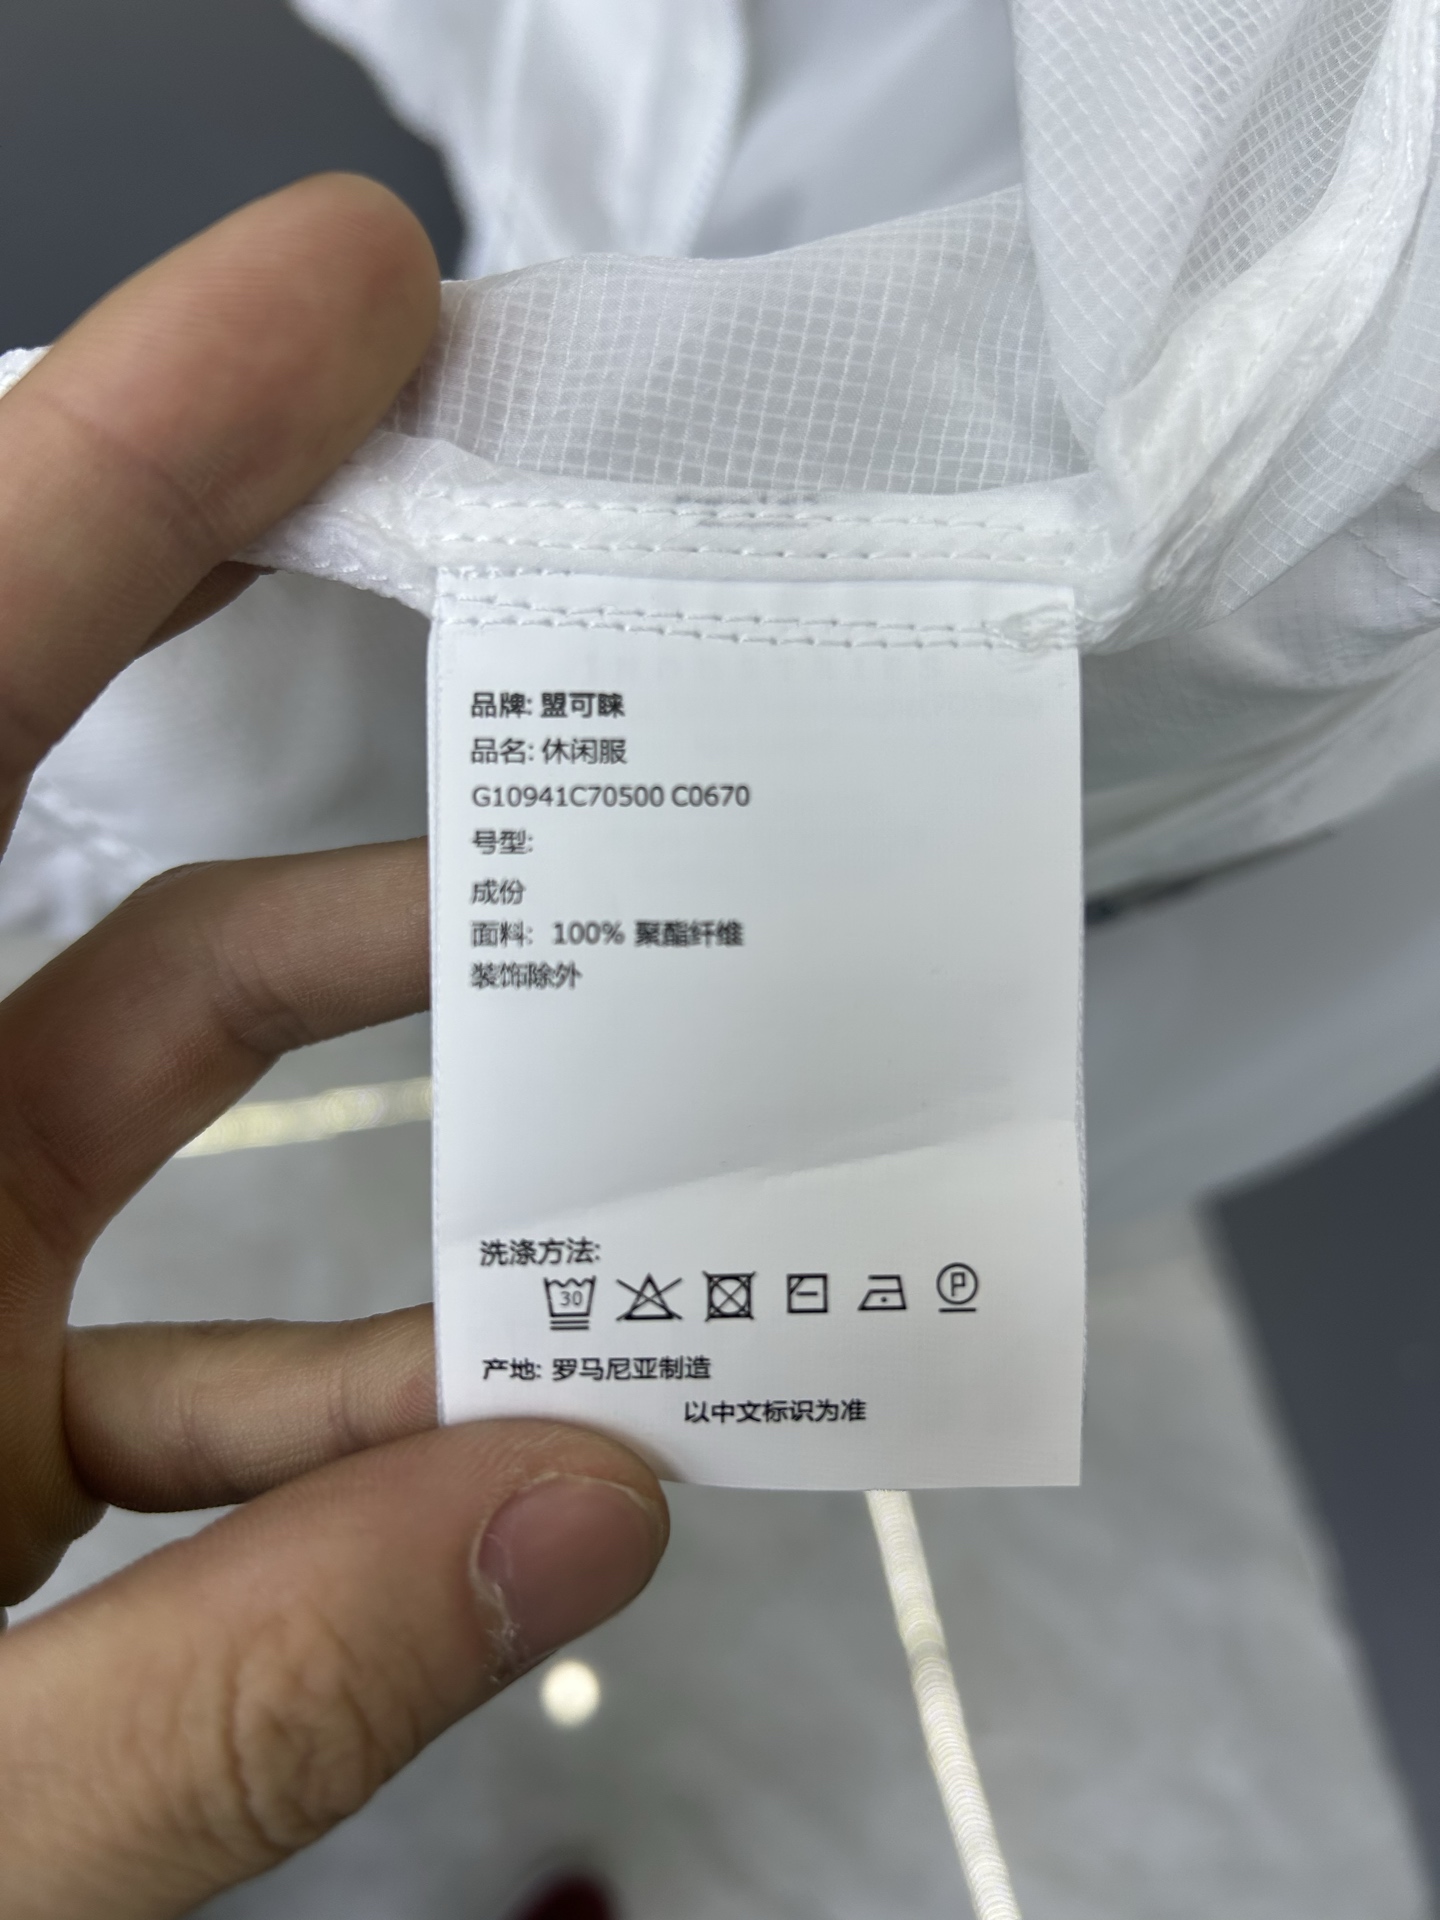 品牌: 盟可睐
品名: 休闲服
G10941C70500 C0670
号型:
成份
面料: 100% 聚酯纤维
装饰除外
洗涤方法:
30
P
产地: 罗马尼亚制造
以中文标识为准